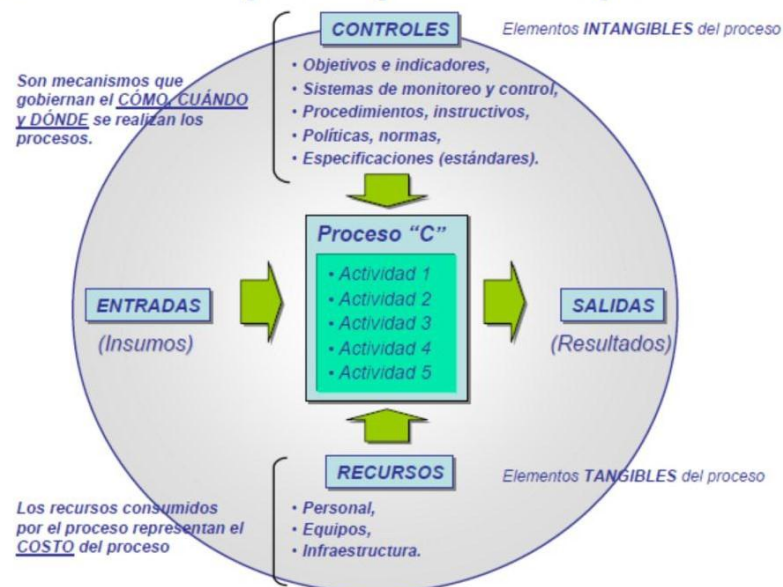 CONTROLES
Elementos INTANGIBLES del proceso
Son mecanismos que
gobiernan el CÓMO, CUÁNDO
y DÓNDE se realizan los
procesos.
• Objetivos e indicadores,
• Sistemas de monitoreo y control,
• Procedimientos, instructivos,
• Políticas, normas,
• Especificaciones (estándares).
Proceso “C”
• Actividad 1
• Actividad 2
• Actividad 3
• Actividad 4
• Actividad 5
ENTRADAS
(Insumos)
SALIDAS
(Resultados)
RECURSOS
Elementos TANGIBLES del proceso
Los recursos consumidos
por el proceso representan el
COSTO del proceso
• Personal,
• Equipos,
• Infraestructura.